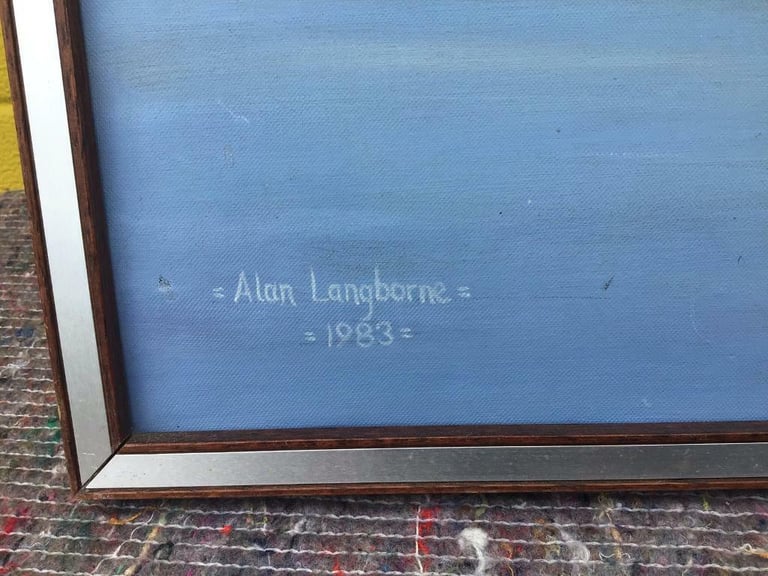 = Alan Langborne =
= 1983 =